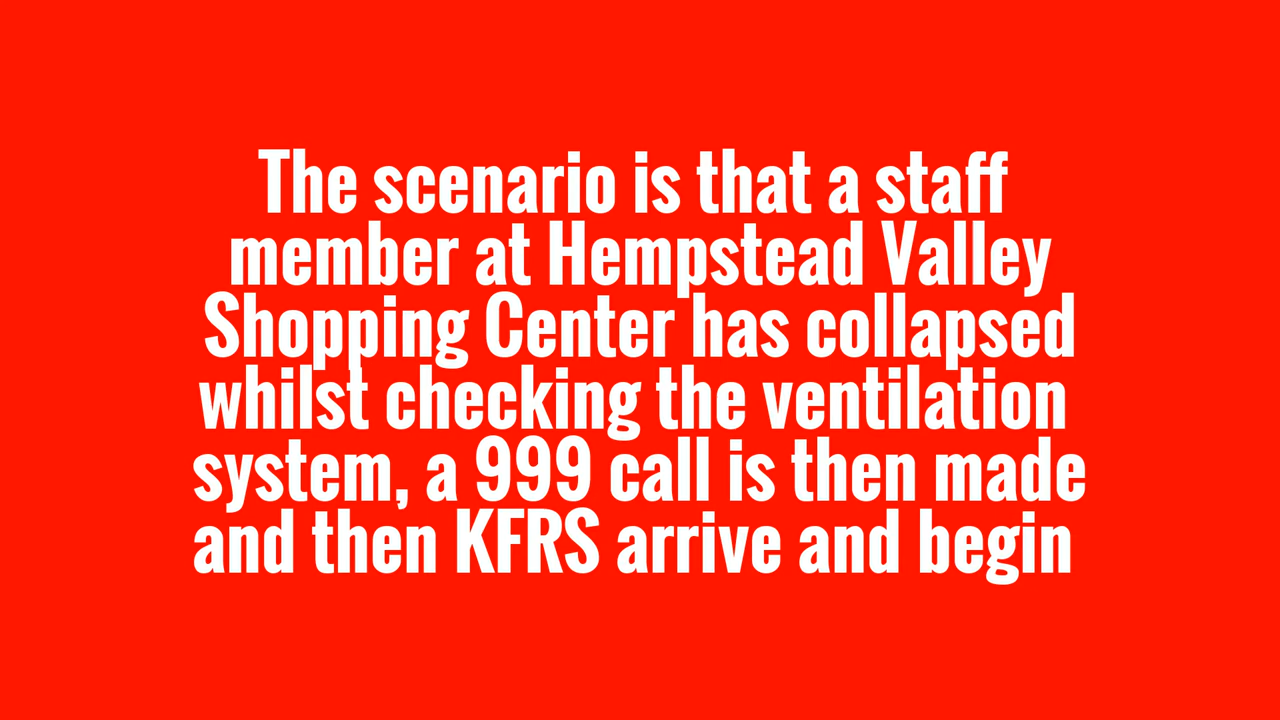 The scenario is that a staff
member at Hempstead Valley
Shopping Center has collapsed
whilst checking the ventilation
system, a 999 call is then made
and then KFRS arrive and begin